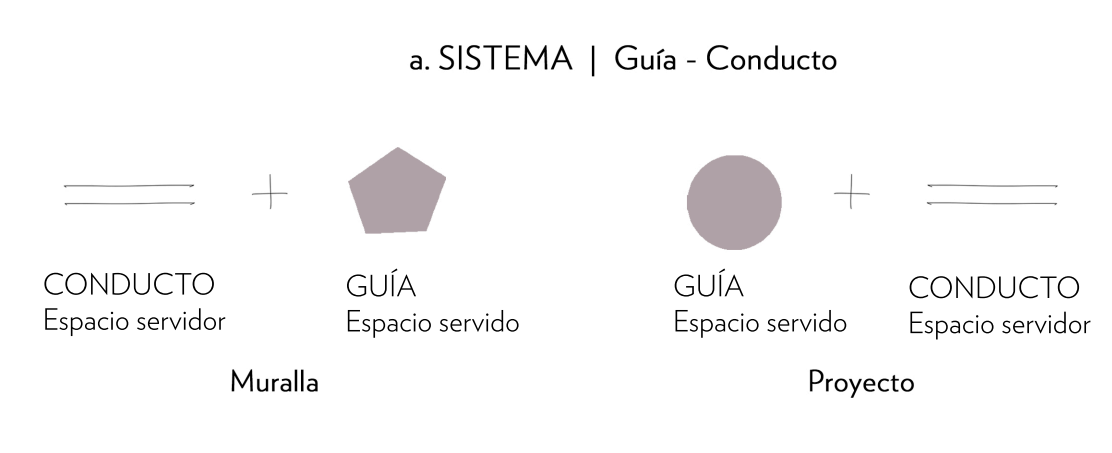 a. SISTEMA | Guía - Conducto
CONDUCTO
Espacio servidor
GUÍA
Espacio servido
Muralla
GUÍA
Espacio servido
CONDUCTO
Espacio servidor
Proyecto